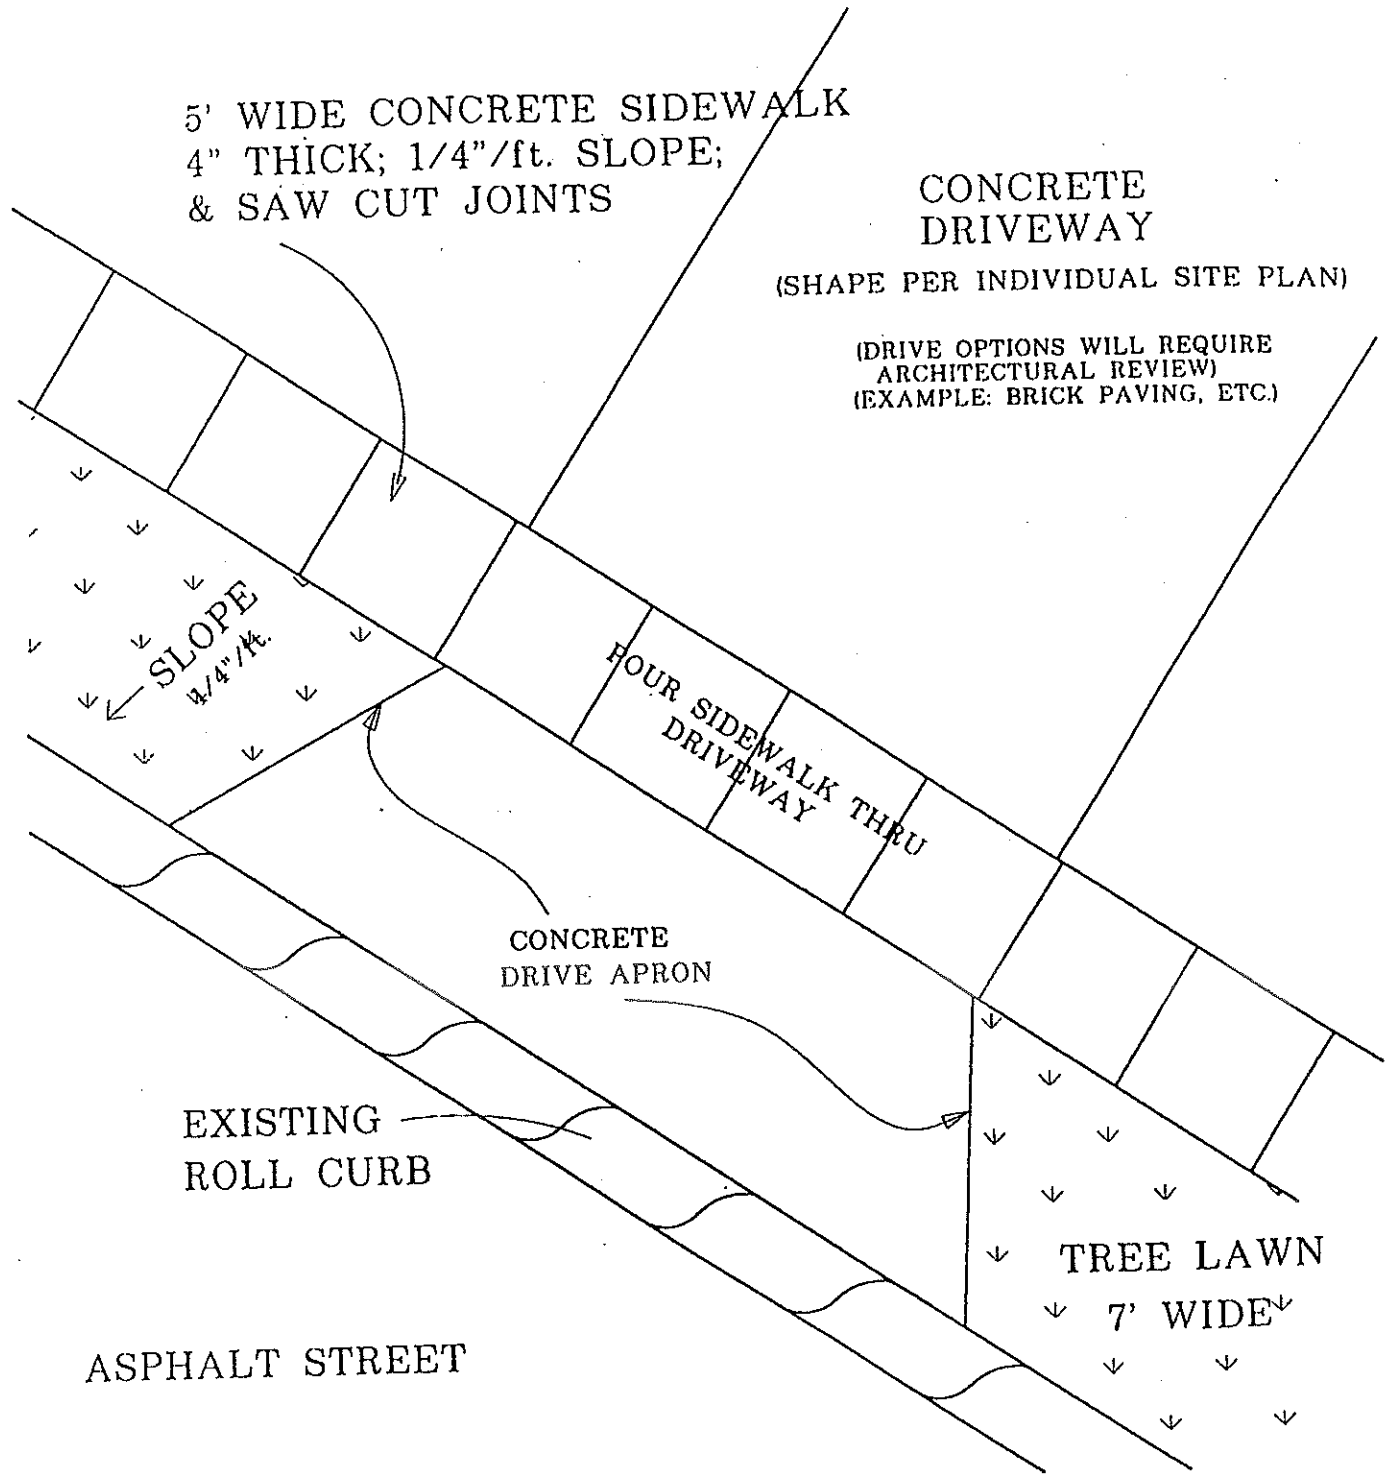 5' WIDE CONCRETE SIDEWALK
4" THICK; 1/4"/ft. SLOPE;
& SAW CUT JOINTS
CONCRETE
DRIVEWAY
(SHAPE PER INDIVIDUAL SITE PLAN)
(DRIVE OPTIONS WILL REQUIRE
ARCHITECTURAL REVIEW)
(EXAMPLE: BRICK PAVING, ETC.)
SLOPE
1/4"/ft.
POUR SIDEWALK THRU
DRIVEWAY
CONCRETE
DRIVE APRON
EXISTING
ROLL CURB
TREE LAWN
7' WIDE
ASPHALT STREET